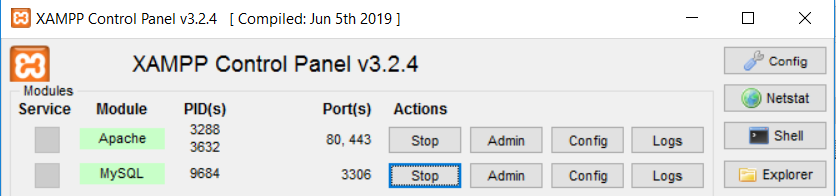 XAMPP Control Panel v3.2.4 [ Compiled: Jun 5th 2019 ]
XAMPP Control Panel v3.2.4
Config
Modules
Service Module PID(s) Port(s) Actions
Netstat
Apache 3288 3632 80, 443 Stop Admin Config Logs
Shell
MySQL 9684 3306 Stop Admin Config Logs
Explorer